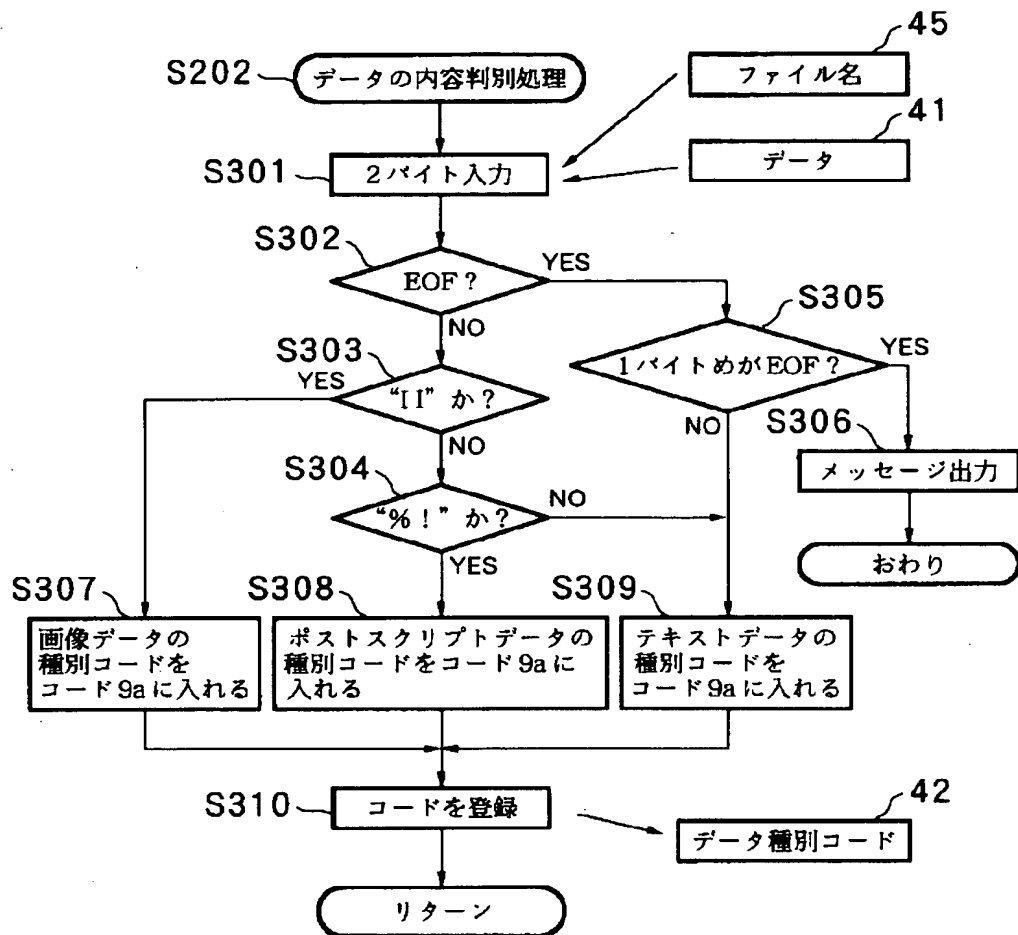 45
S202
データの内容判別処理
ファイル名
41
S301
2バイト入力
データ
S302
EOF?
YES
S305
NO
S303
1バイトめがEOF?
YES
YES
“II”か?
NO
S306
NO
S304
メッセージ出力
“%!”か?
NO
YES
おわり
S307
S308
S309
画像データの
種別コードを
コード9aに入れる
ポストスクリプトデータの
種別コードをコード9aに
入れる
テキストデータの
種別コードを
コード9aに入れる
S310
コードを登録
42
データ種別コード
リターン